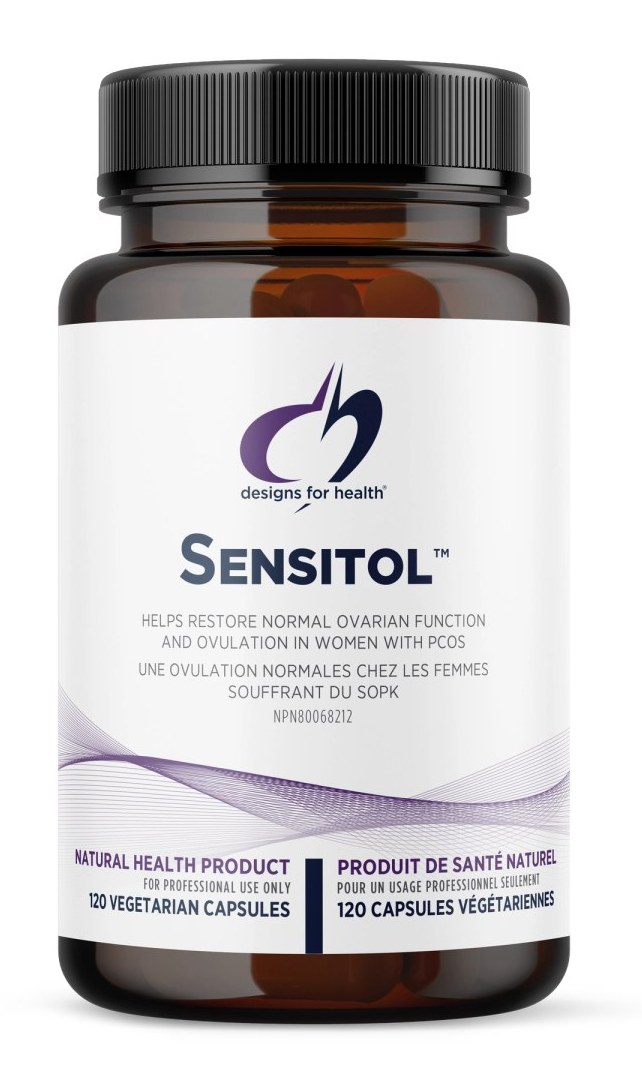 designs for health®
SENSITOL™
HELPS RESTORE NORMAL OVARIAN FUNCTION
AND OVULATION IN WOMEN WITH PCOS
UNE OVULATION NORMALES CHEZ LES FEMMES
SOUFFRANT DU SOPK
NPN80068212
NATURAL HEALTH PRODUCT
FOR PROFESSIONAL USE ONLY
120 VEGETARIAN CAPSULES
PRODUIT DE SANTÉ NATUREL
POUR UN USAGE PROFESSIONNEL SEULEMENT
120 CAPSULES VÉGÉTARIENNES